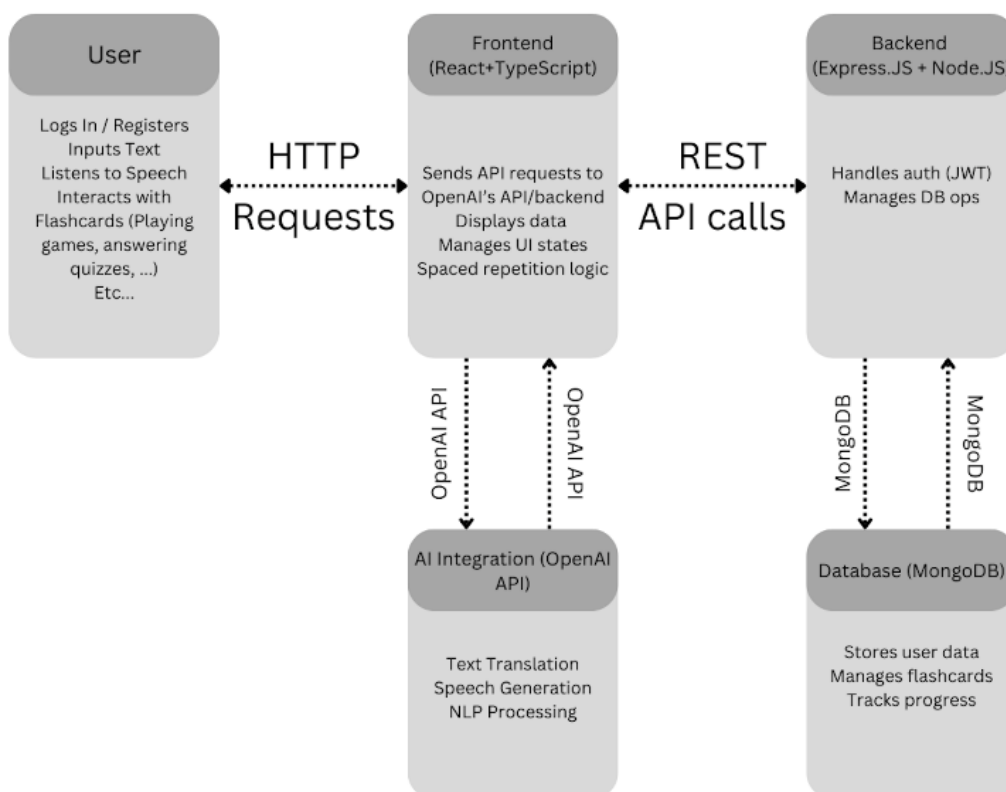 User
Logs In / Registers
Inputs Text
Listens to Speech
Interacts with
Flashcards (Playing
games, answering
quizzes, ...)
Etc...
HTTP
Requests
Frontend
(React+TypeScript)
Sends API requests to
OpenAI's API/backend
Displays data
Manages UI states
Spaced repetition logic
REST
API calls
Backend
(Express.JS + Node.JS
Handles auth (JWT)
Manages DB ops
OpenAI API
OpenAI API
MongoDB
MongoDB
AI Integration (OpenAI
API)
Text Translation
Speech Generation
NLP Processing
Database (MongoDB)
Stores user data
Manages flashcards
Tracks progress